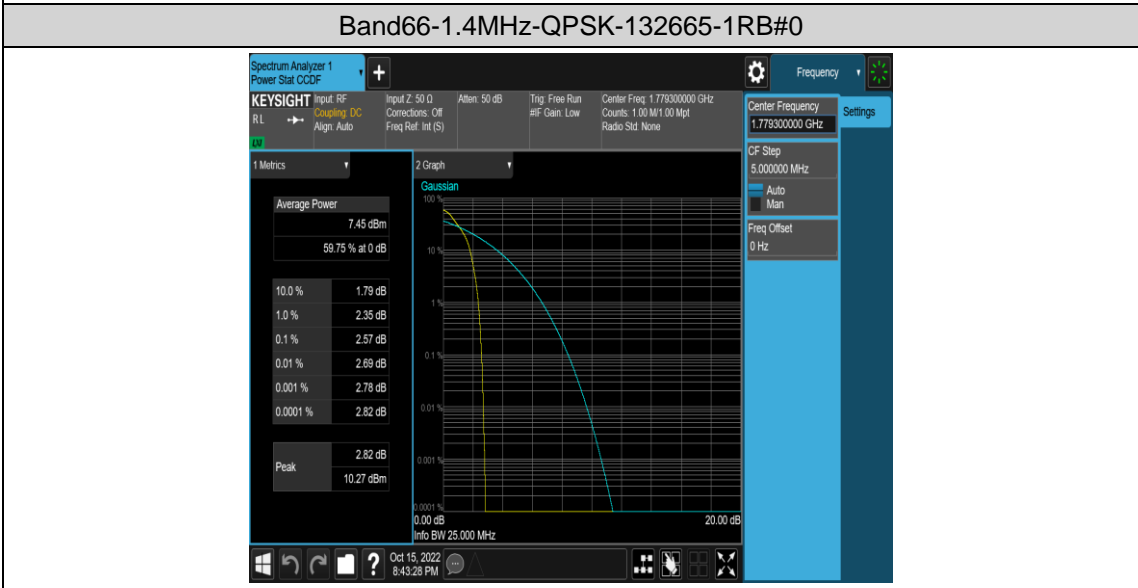 Band66-1.4MHz-QPSK-132665-1RB#0
Spectrum Analyzer 1
Power Stat CCDF
+
Frequency
KEYSIGHT
RL
Input: RF
Coupling: DC
Align: Auto
Input Z: 50 Ω
Corrections: Off
Freq Ref: Int (S)
Atten: 50 dB
Trig: Free Run
#IF Gain: Low
Center Freq: 1.779300000 GHz
Counts: 1.00 M/1.00 Mpt
Radio Std: None
Center Frequency
1.779300000 GHz
Settings
CF Step
5.000000 MHz
Auto
Man
Freq Offset
0 Hz
1 Metrics
Average Power
7.45 dBm
59.75 % at 0 dB
10.0 % 1.79 dB
1.0 % 2.35 dB
0.1 % 2.57 dB
0.01 % 2.69 dB
0.001 % 2.78 dB
0.0001 % 2.82 dB
Peak
2.82 dB
10.27 dBm
2 Graph
Gaussian
100 %
10 %
1 %
0.1 %
0.01 %
0.001 %
0.0001 %
0.00 dB 20.00 dB
Info BW 25.000 MHz
?
Oct 15, 2022
8:43:28 PM